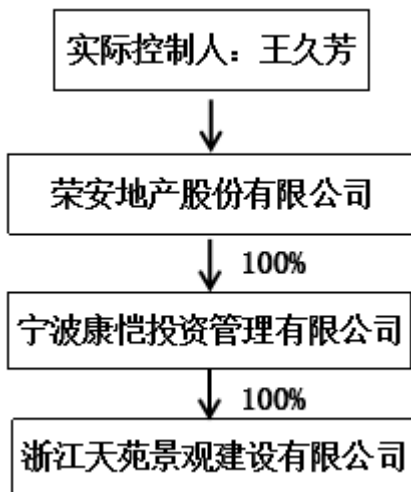 实际控制人：王久芳
荣安地产股份有限公司
100%
宁波康恺投资管理有限公司
100%
浙江天苑景观建设有限公司